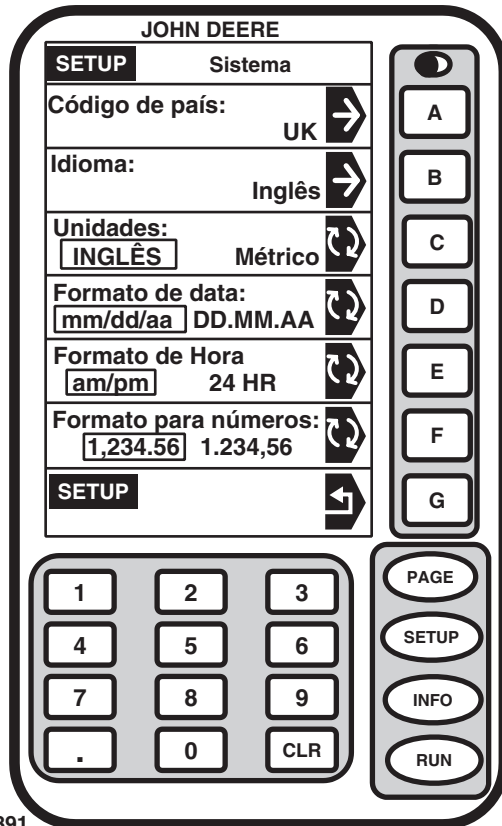 JOHN DEERE
SETUP Sistema
Código de país:
UK
A
Idioma:
Inglês
B
Unidades:
INGLÊS Métrico
C
Formato de data:
mm/dd/aa DD.MM.AA
D
Formato de Hora
am/pm 24 HR
E
Formato para números:
1,234.56 1.234,56
F
SETUP
G
1 2 3
4 5 6
7 8 9
. 0 CLR
PAGE
SETUP
INFO
RUN